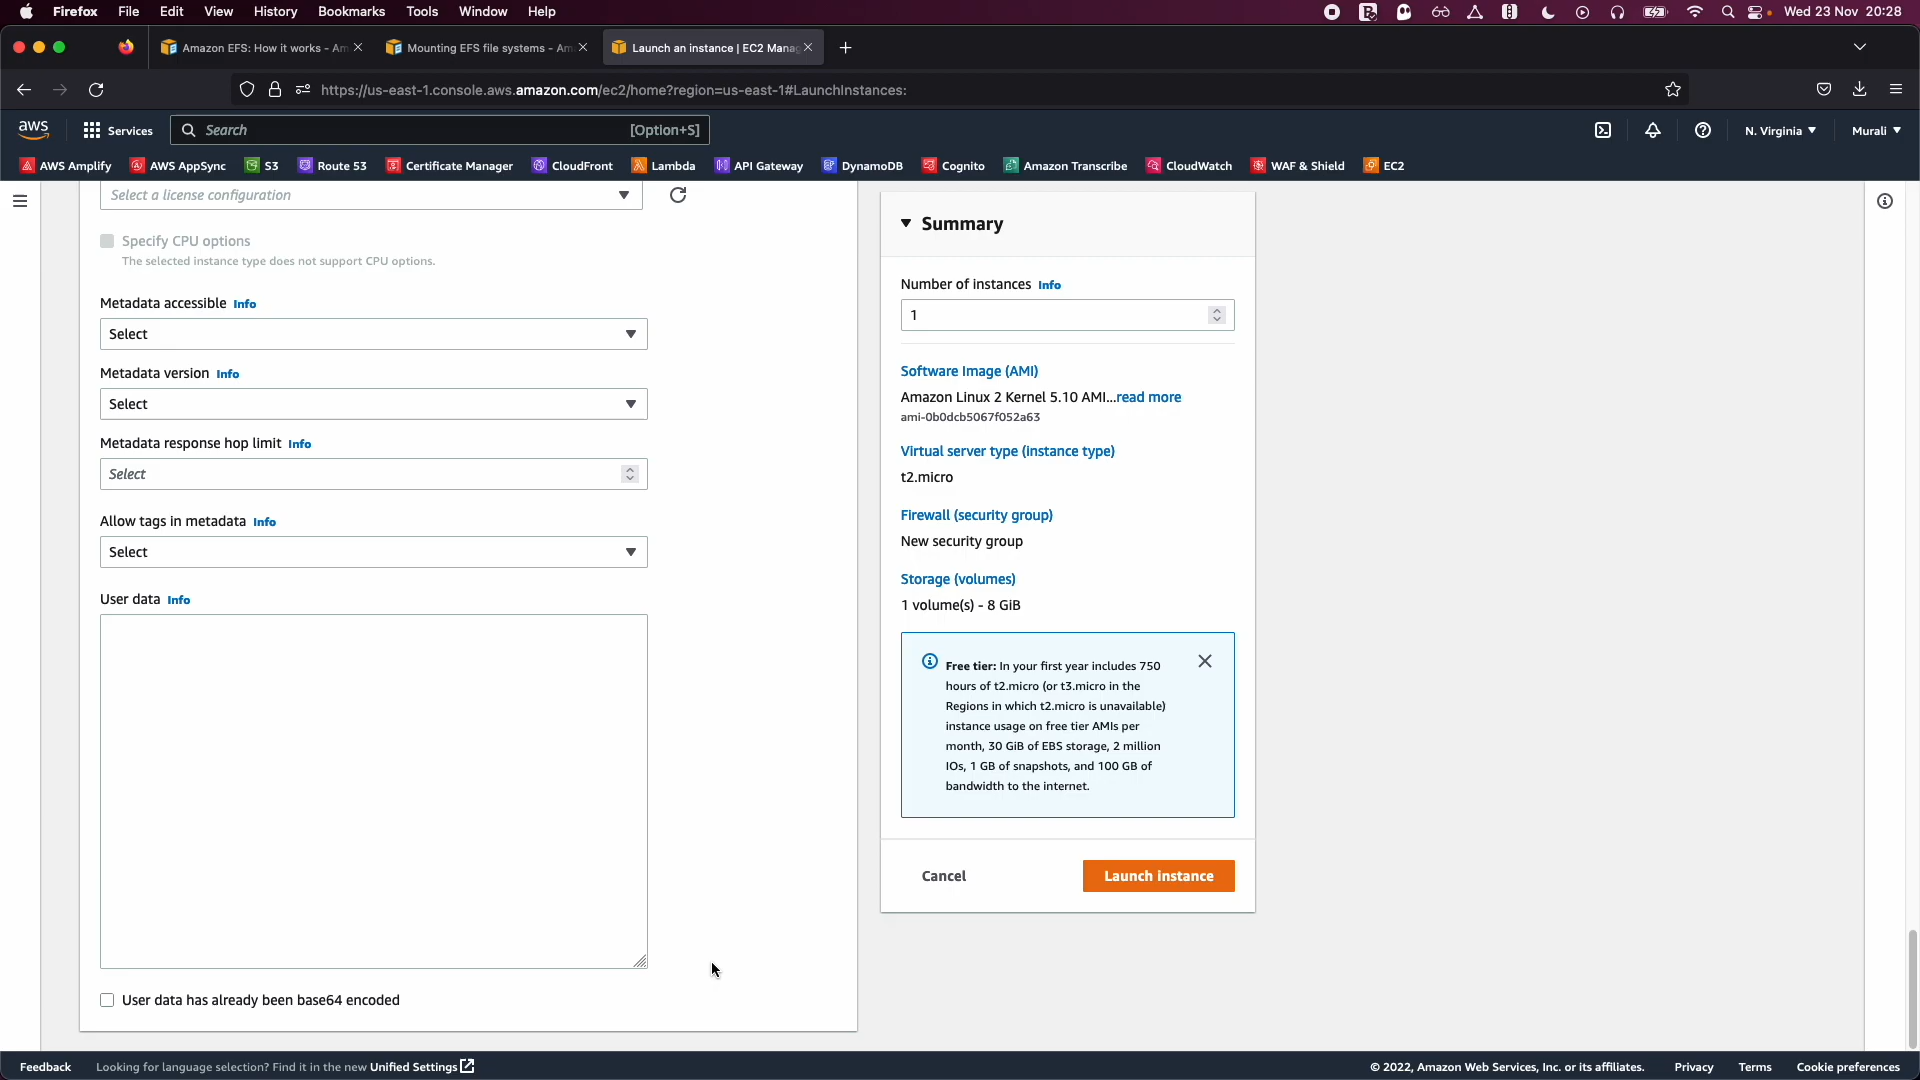 Firefox File Edit View History Bookmarks Tools Window Help Wed 23 Nov 20:28
Amazon EFS: How it works - Am Mounting EFS file systems - Am Launch an instance | EC2 Manag
https://us-east-1.console.aws.amazon.com/ec2/home?region=us-east-1#LaunchInstances:
aws Services Search [Option+S] N. Virginia Murali
AWS Amplify AWS AppSync S3 Route 53 Certificate Manager CloudFront Lambda API Gateway DynamoDB Cognito Amazon Transcribe CloudWatch WAF & Shield EC2
Select a license configuration
Specify CPU options
The selected instance type does not support CPU options.
Metadata accessible Info
Select
Metadata version Info
Select
Metadata response hop limit Info
Select
Allow tags in metadata Info
Select
User data Info
User data has already been base64 encoded
Summary
Number of instances Info
1
Software Image (AMI)
Amazon Linux 2 Kernel 5.10 AMI...read more
ami-0b0dcb5067f052a63
Virtual server type (instance type)
t2.micro
Firewall (security group)
New security group
Storage (volumes)
1 volume(s) - 8 GiB
Free tier: In your first year includes 750
hours of t2.micro (or t3.micro in the
Regions in which t2.micro is unavailable)
instance usage on free tier AMIs per
month, 30 GiB of EBS storage, 2 million
IOs, 1 GB of snapshots, and 100 GB of
bandwidth to the internet.
Cancel Launch instance
Feedback Looking for language selection? Find it in the new Unified Settings © 2022, Amazon Web Services, Inc. or its affiliates. Privacy Terms Cookie preferences